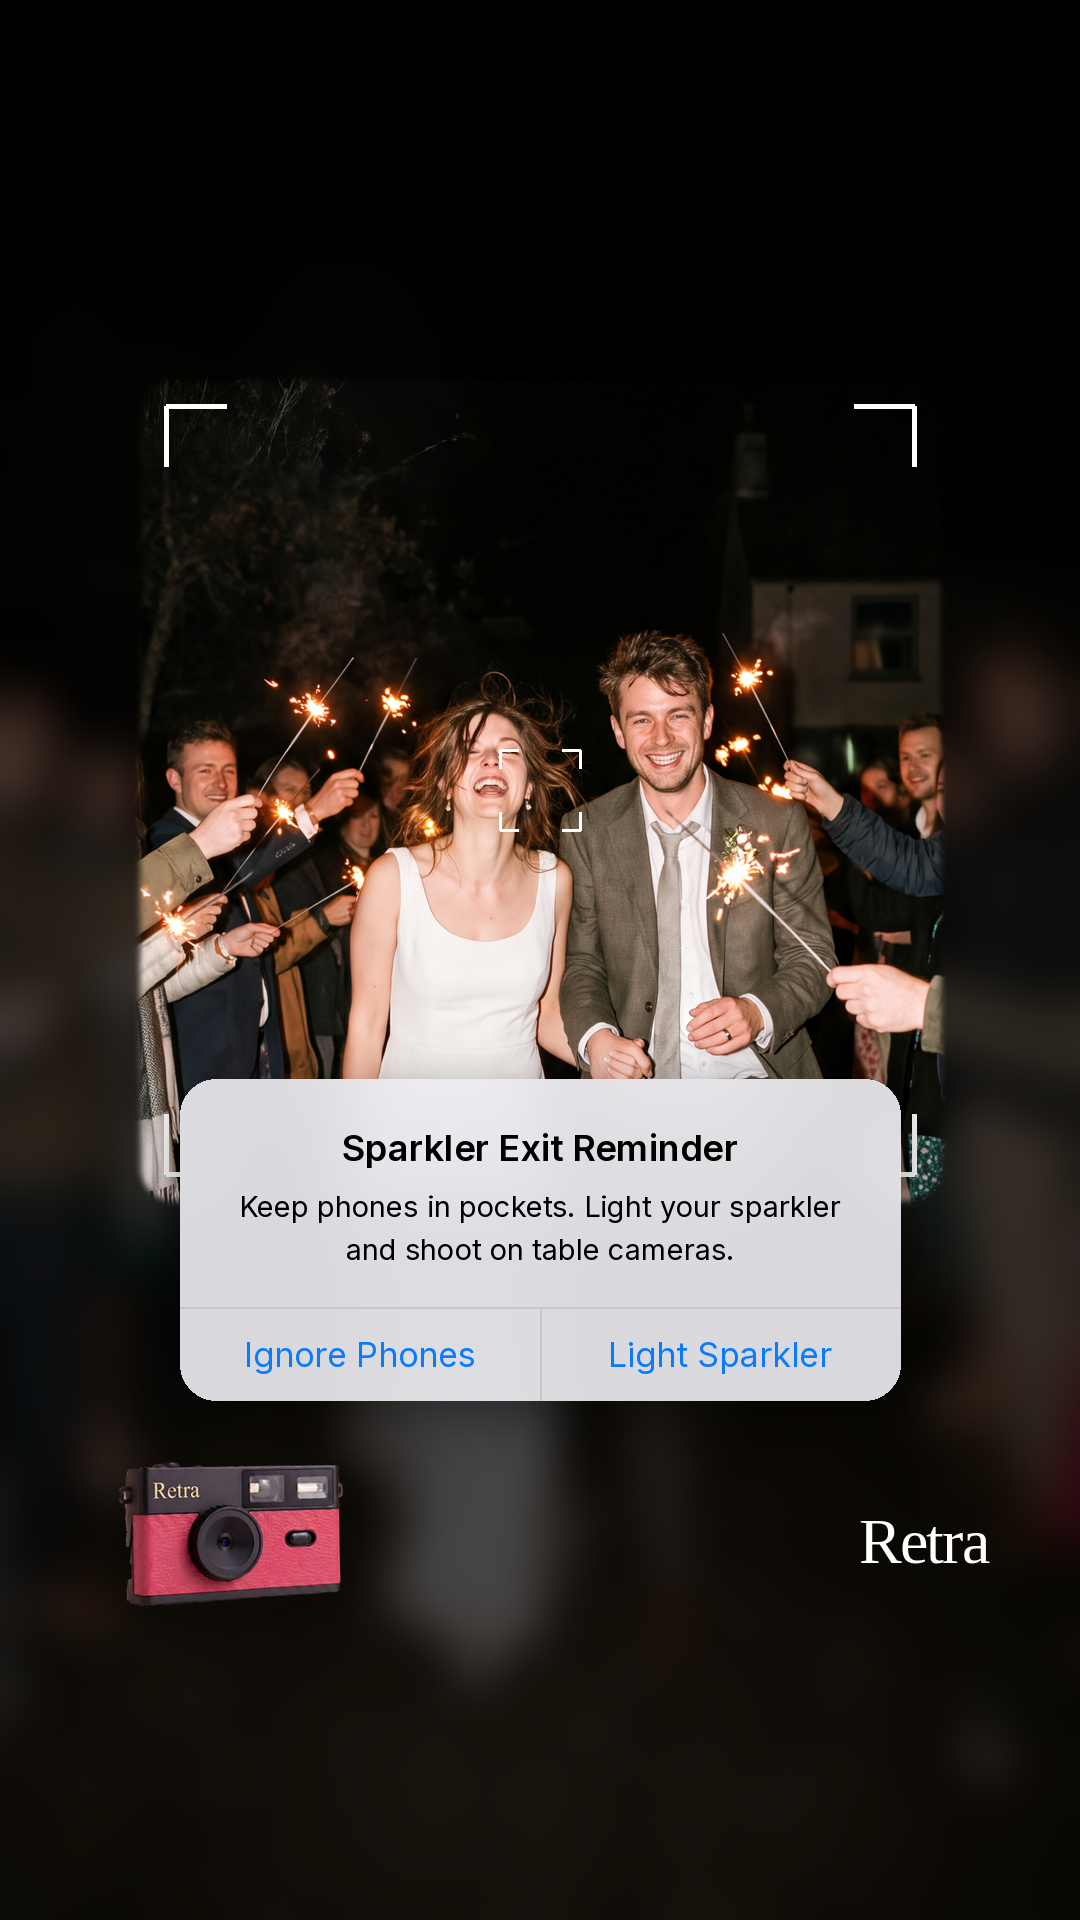 Sparkler Exit Reminder
Keep phones in pockets. Light your sparkler
and shoot on table cameras.
Ignore Phones
Light Sparkler
Retra
Retra